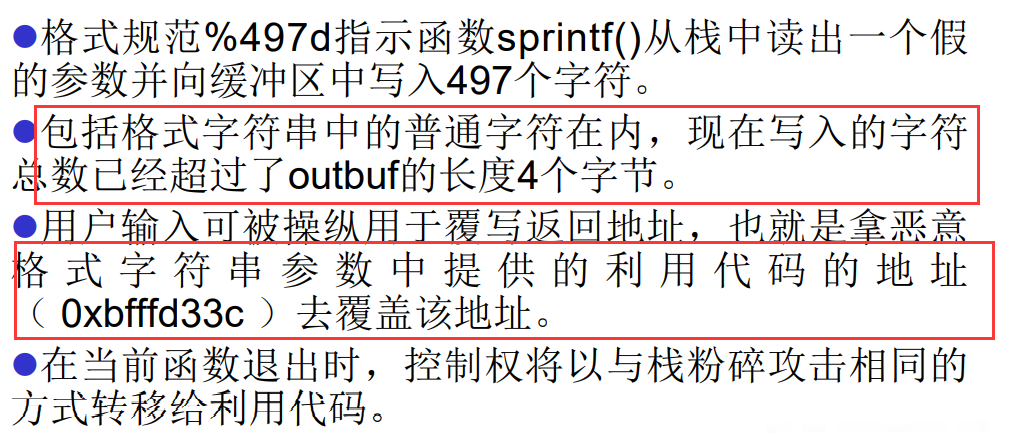 ●格式规范%497d指示函数sprintf()从栈中读出一个假
的参数并向缓冲区中写入497个字符。
●包括格式字符串中的普通字符在内，现在写入的字符
总数已经超过了outbuf的长度4个字节。
●用户输入可被操纵用于覆写返回地址，也就是拿恶意
格式字符串参数中提供的利用代码的地址
（0xbfffd33c）去覆盖该地址。
●在当前函数退出时，控制权将以与栈粉碎攻击相同的
方式转移给利用代码。